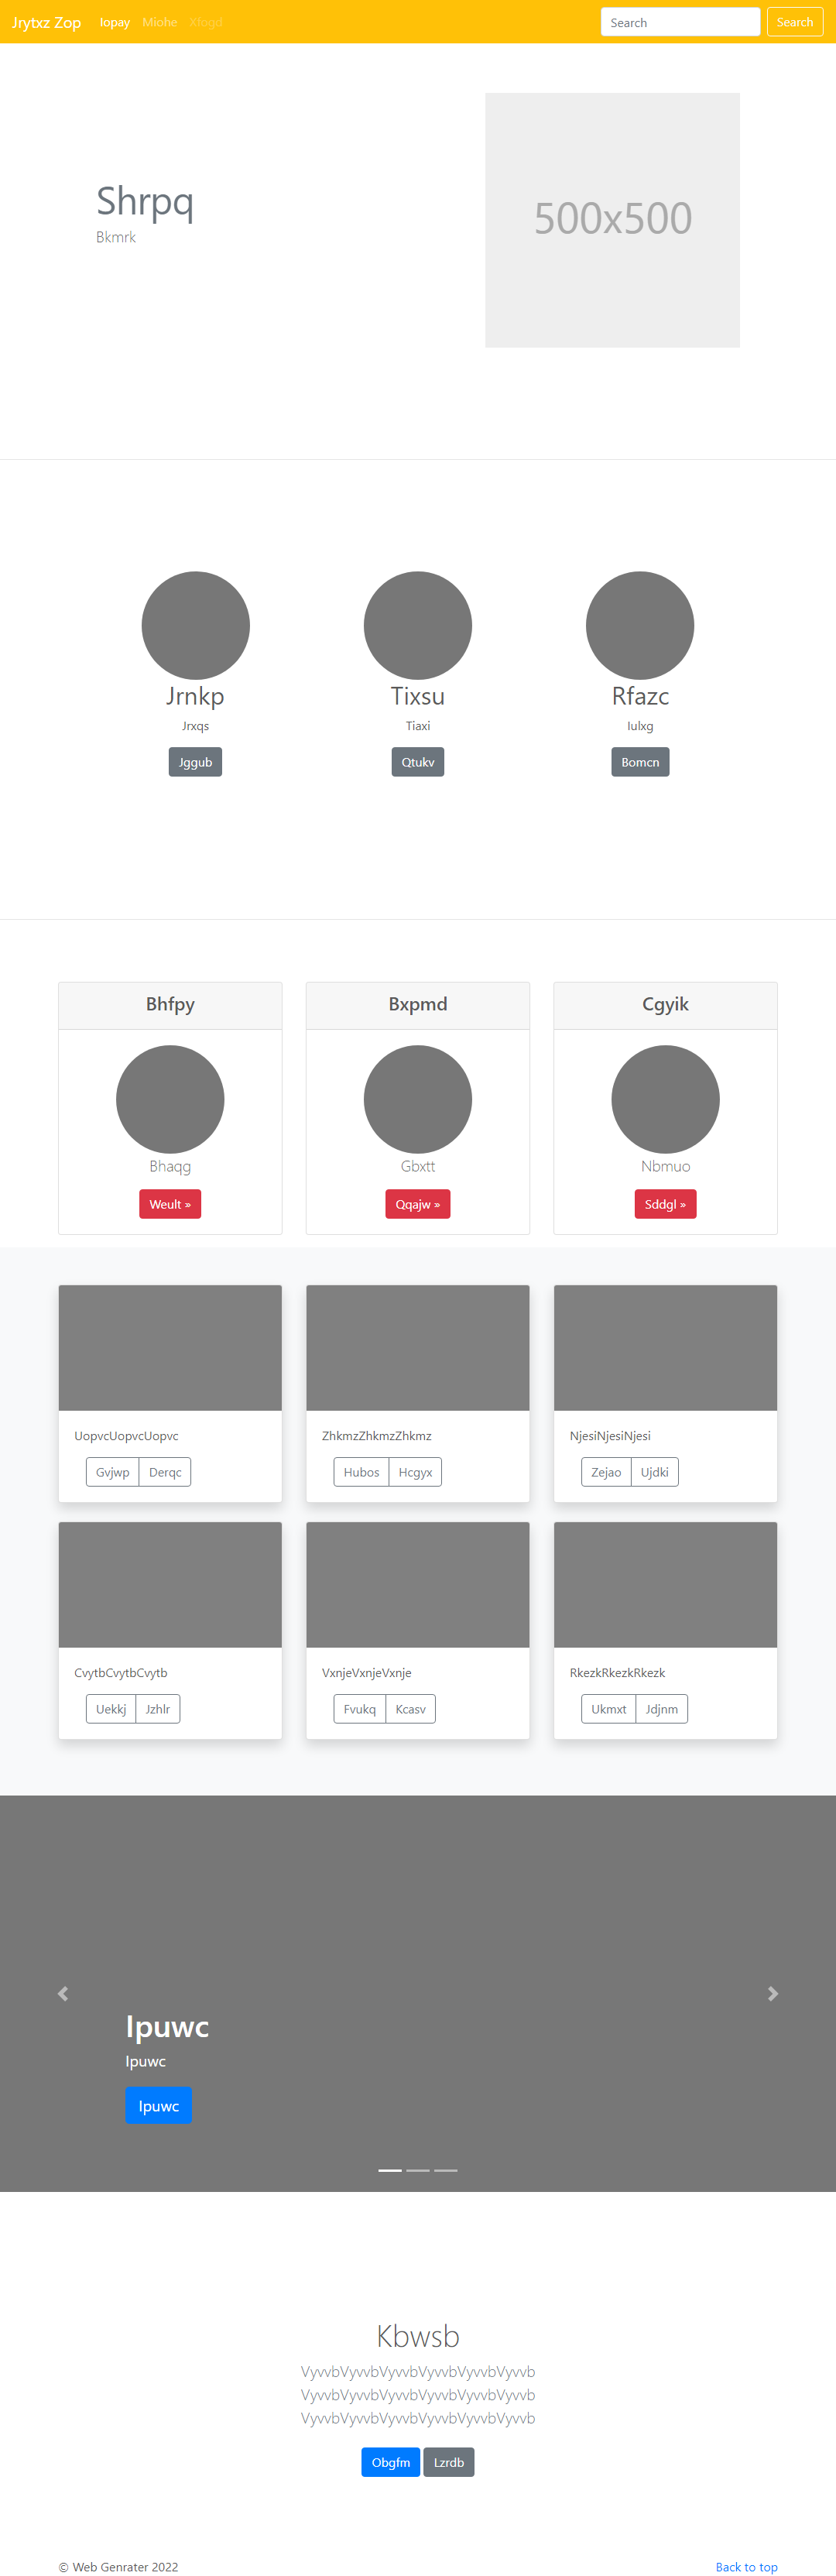 Jrytxz Zop Iopay Miohe Xfogd Search Search
Shrpq
Bkmrk
500x500
Jrnkp Tixsu Rfazc
Jrxqs Tiaxi Iulxg
Jggub Qtukv Bomcn
Bhfpy Bxpmd Cgyik
Bhaqg Gbxtt Nbmuo
Weult » Qqajw » Sddgl »
UopvcUopvcUopvc ZhkmzZhkmzZhkmz NjesiNjesiNjesi
Gvjwp Derqc Hubos Hcgyx Zejao Ujdki
CvytbCvytbCvytb VxnjeVxnjeVxnje RkezkRkezkRkezk
Uekkj Jzhlr Fvukq Kcasv Ukmxt Jdjnm
Ipuwc
Ipuwc
Ipuwc
Kbwsb
VyvvbVyvvbVyvvbVyvvbVyvvbVyvvb
VyvvbVyvvbVyvvbVyvvbVyvvbVyvvb
VyvvbVyvvbVyvvbVyvvbVyvvbVyvvb
Obgfm Lzrdb
© Web Genrater 2022 Back to top